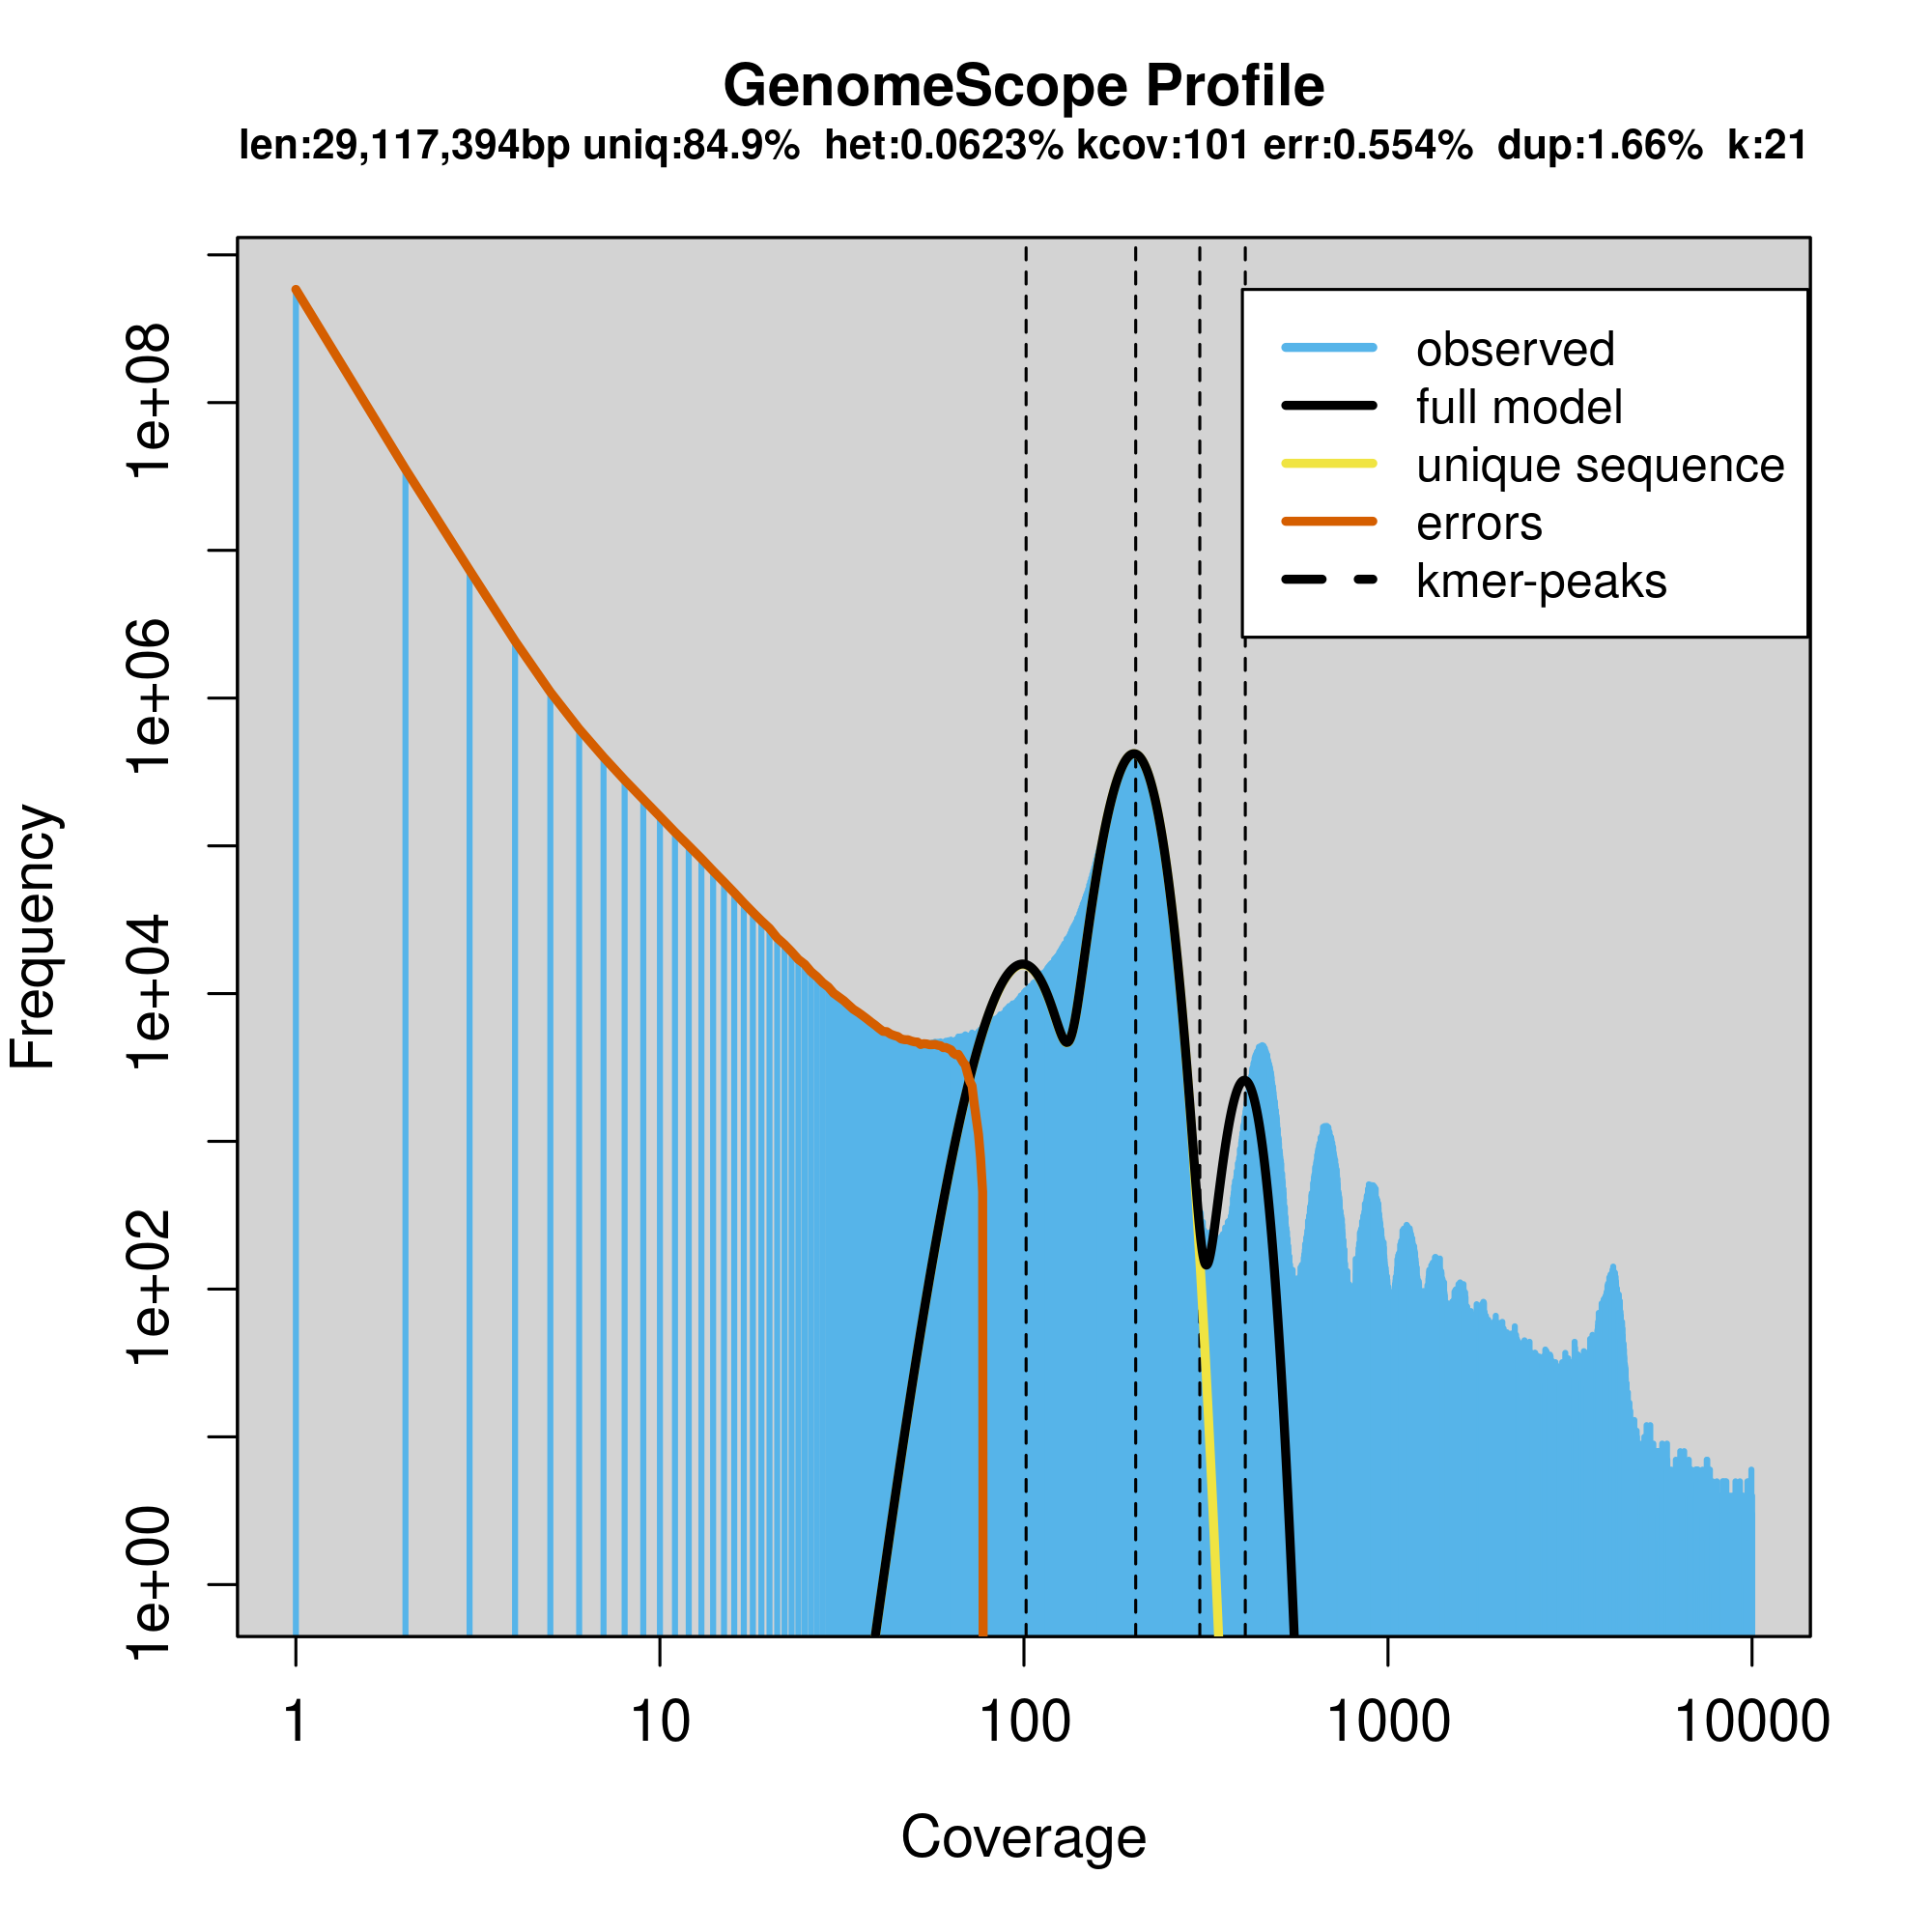 GenomeScope Profile
len:29,117,394bp uniq:84.9% het:0.0623% kcov:101 err:0.554% dup:1.66% k:21
observed
full model
unique sequence
errors
kmer-peaks
Frequency
1e+08
1e+06
1e+04
1e+02
1e+00
1
10
100
1000
10000
Coverage